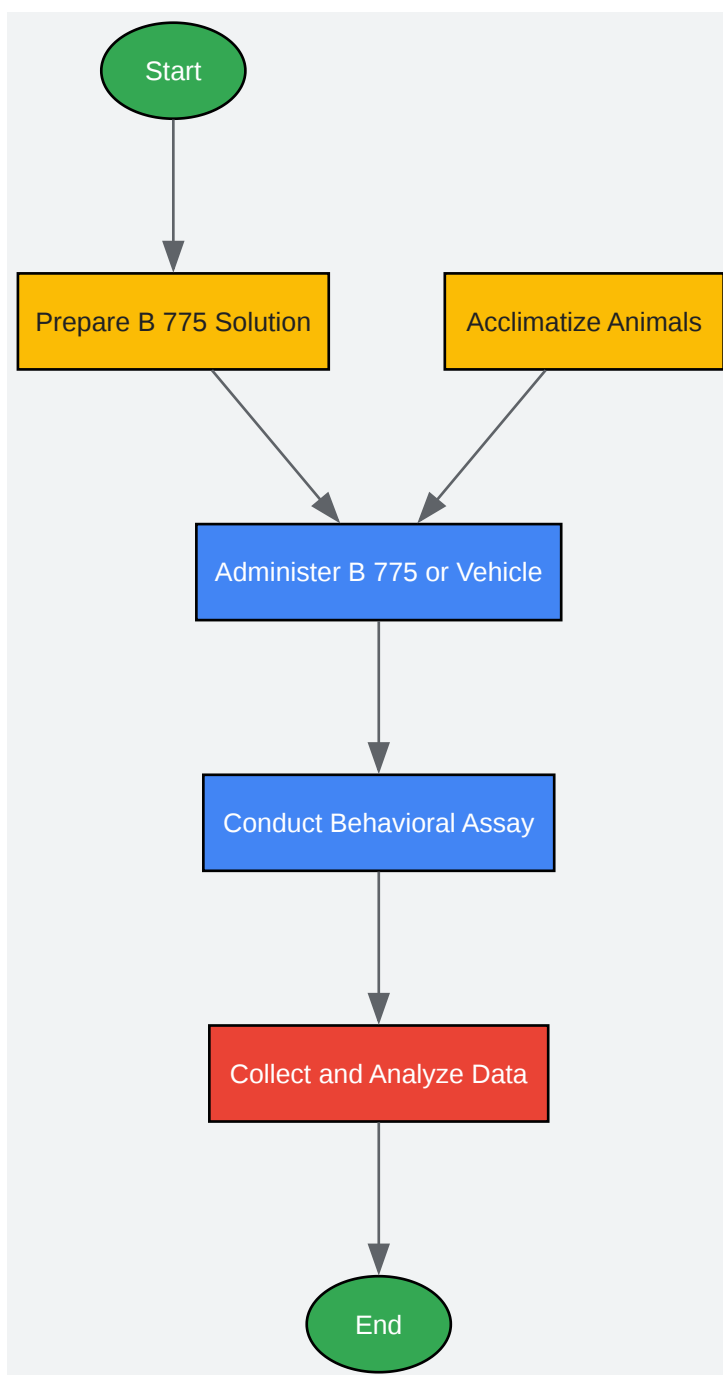 Start
Prepare B 775 Solution
Acclimatize Animals
Administer B 775 or Vehicle
Conduct Behavioral Assay
Collect and Analyze Data
End